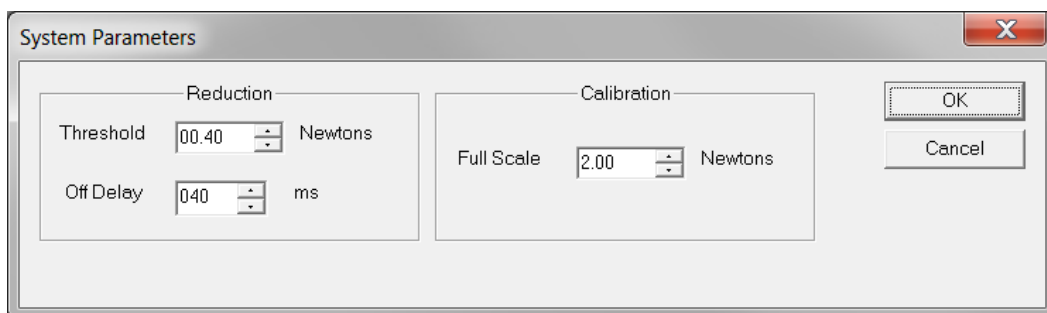 System Parameters
Reduction
Threshold 00.40 Newtons
Off Delay 040 ms
Calibration
Full Scale 2.00 Newtons
OK
Cancel